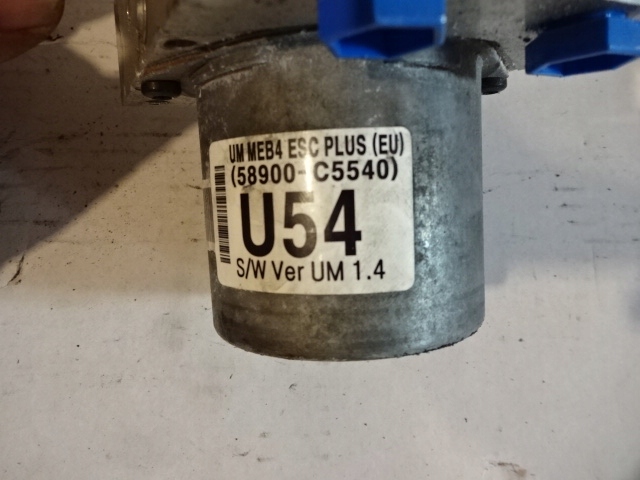 UM MEB4 ESC PLUS (EU)
(58900-C5540)
U54
S/W Ver UM 1.4